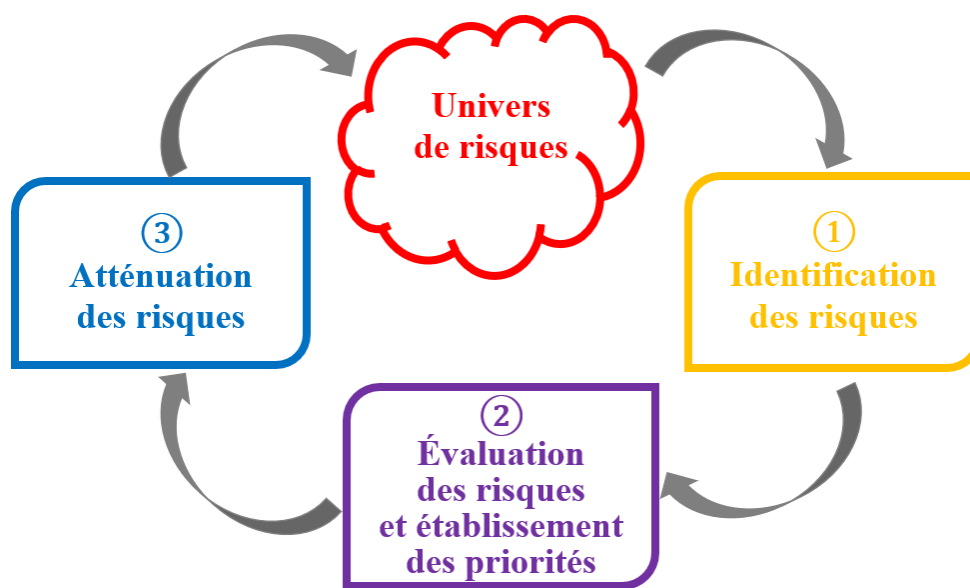 Univers
de risques
①
Identification
des risques
②
Évaluation
des risques
et établissement
des priorités
③
Atténuation
des risques